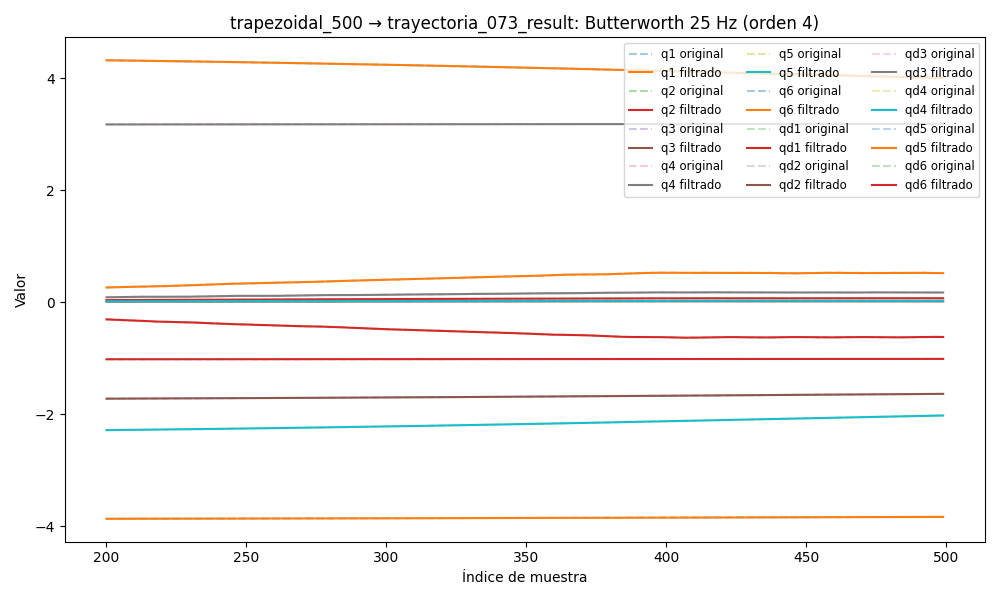 trapezoidal_500 → trayectoria_073_result: Butterworth 25 Hz (orden 4)
q1 original q5 original qd3 original
q1 filtrado q5 filtrado qd3 filtrado
q2 original q6 original qd4 original
q2 filtrado q6 filtrado qd4 filtrado
q3 original qd1 original qd5 original
q3 filtrado qd1 filtrado qd5 filtrado
q4 original qd2 original qd6 original
q4 filtrado qd2 filtrado qd6 filtrado
4
2
0
−2
−4
Valor
200 250 300 350 400 450 500
Índice de muestra